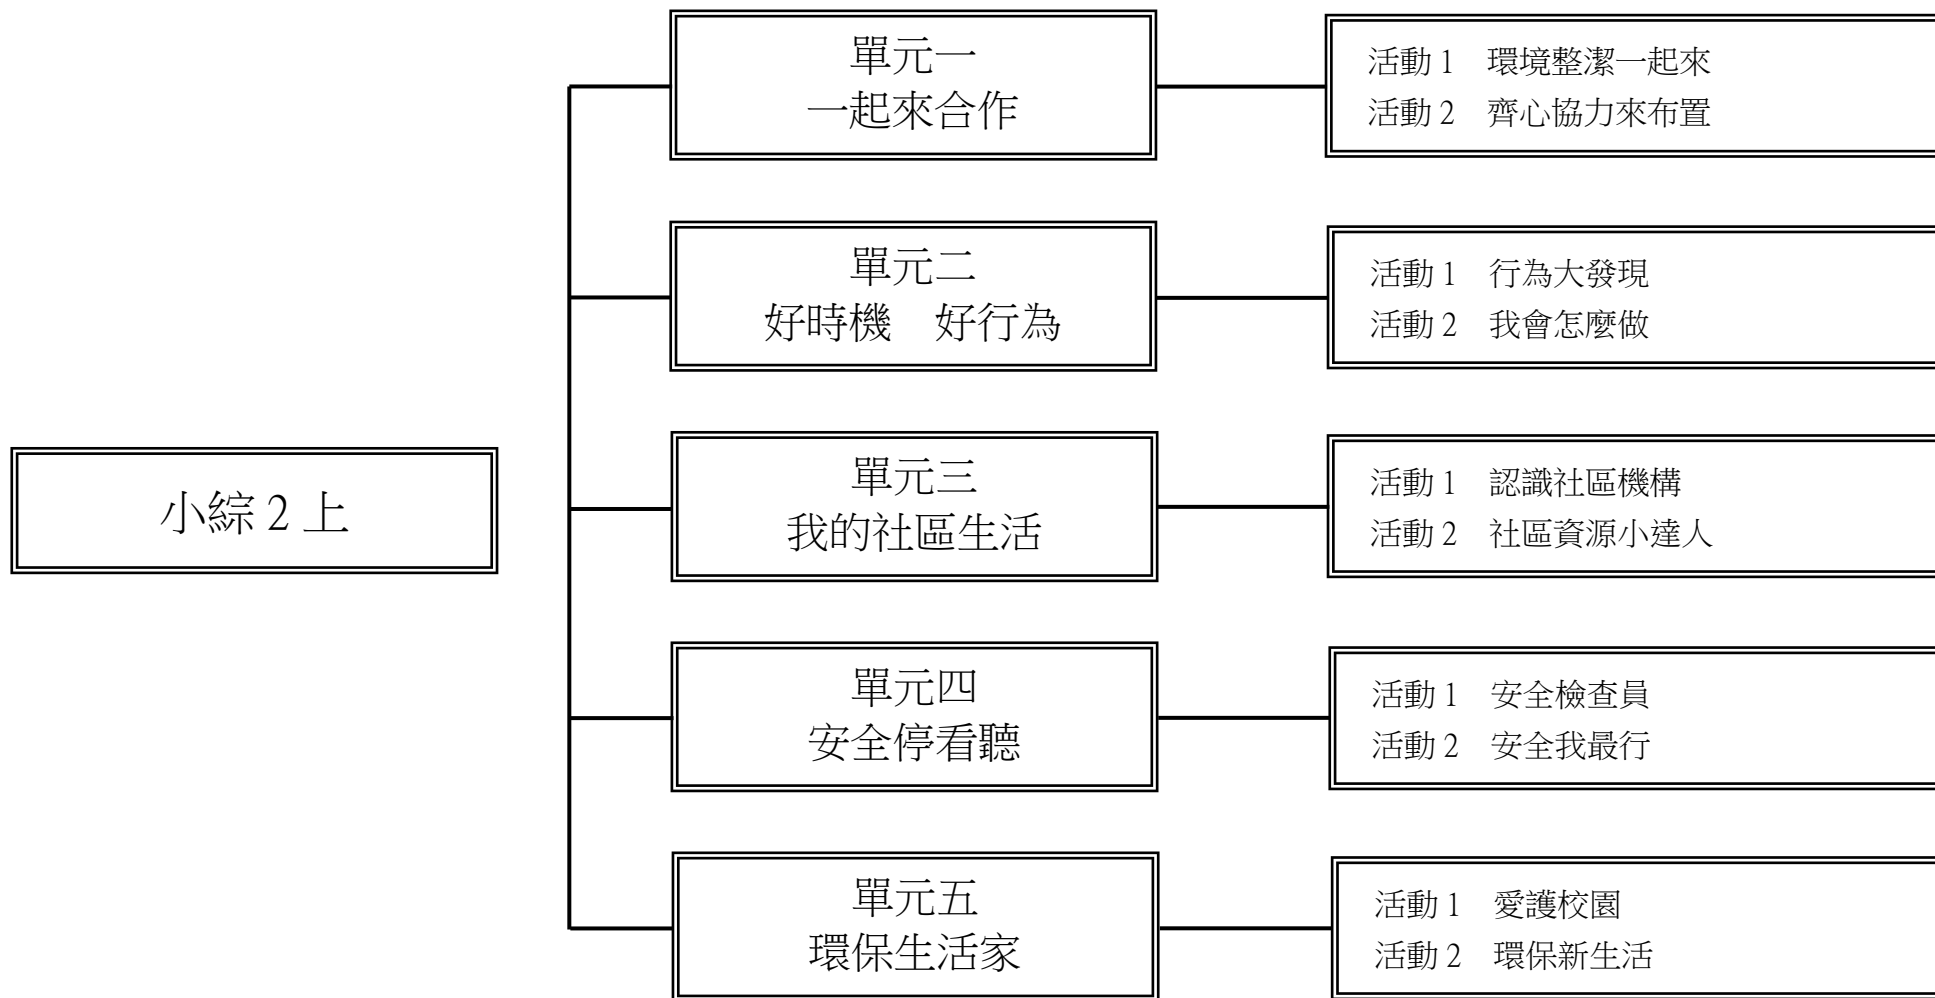 小綜 2 上
單元一
一起來合作
活動 1　環境整潔一起來
活動 2　齊心協力來布置
單元二
好時機　好行為
活動 1　行為大發現
活動 2　我會怎麼做
單元三
我的社區生活
活動 1　認識社區機構
活動 2　社區資源小達人
單元四
安全停看聽
活動 1　安全檢查員
活動 2　安全我最行
單元五
環保生活家
活動 1　愛護校園
活動 2　環保新生活